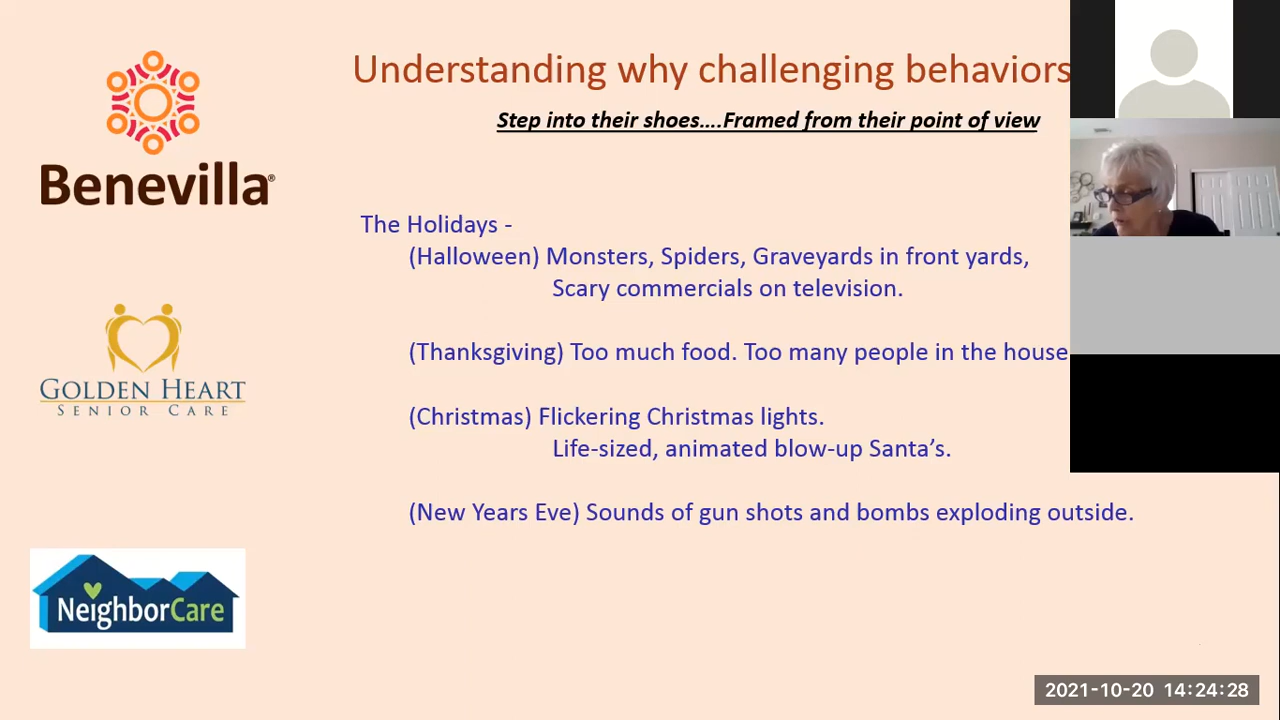 Understanding why challenging behaviors
Step into their shoes....Framed from their point of view
Benevilla®
The Holidays -
(Halloween) Monsters, Spiders, Graveyards in front yards,
Scary commercials on television.
(Thanksgiving) Too much food. Too many people in the house
GOLDEN HEART
SENIOR CARE
(Christmas) Flickering Christmas lights.
Life-sized, animated blow-up Santa's.
(New Years Eve) Sounds of gun shots and bombs exploding outside.
NeighborCare
2021-10-20 14:24:28